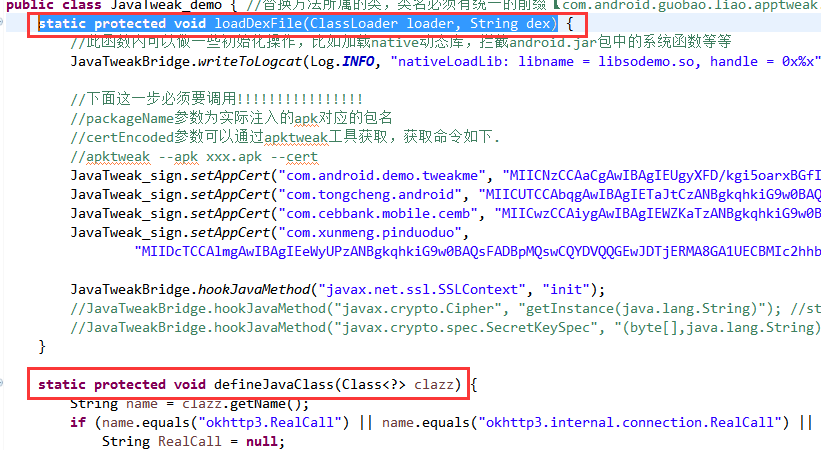 public class JavaTweak_demo { //替换方法所属的类，类名必须有统一的前缀【com.android.guobao.liao.apptweak
static protected void loadDexFile(ClassLoader loader, String dex) {
//此函数内可以做一些初始化操作，比如加载native动态库，拦截android.jar包中的系统函数等等
JavaTweakBridge.writeToLogcat(Log.INFO, "nativeLoadLib: libname = libsodemo.so, handle = 0x%x"
//下面这一步必须要调用!!!!!!!!!!!!!!!!
//packageName参数为实际注入的apk对应的包名
//certEncoded参数可以通过apktweak工具获取，获取命令如下.
//apktweak --apk xxx.apk --cert
JavaTweak_sign.setAppCert("com.android.demo.tweakme", "MIICNzCCAaCgAwIBAgIEUgyXFD/kgi5oarxBGfI
JavaTweak_sign.setAppCert("com.tongcheng.android", "MIICUTCCAbqgAwIBAgIETaJtCzANBgkqhkiG9w0BAQ
JavaTweak_sign.setAppCert("com.cebbank.mobile.cemb", "MIICwzCCAiygAwIBAgIEWZKaTzANBgkqhkiG9w0B
JavaTweak_sign.setAppCert("com.xunmeng.pinduoduo",
"MIIDcTCCAlmgAwIBAgIEeWyUPzANBgkqhkiG9w0BAQsFADBpMQswCQYDVQQGEwJDTjERMA8GA1UECBMIc2hhb
JavaTweakBridge.hookJavaMethod("javax.net.ssl.SSLContext", "init");
//JavaTweakBridge.hookJavaMethod("javax.crypto.Cipher", "getInstance(java.lang.String)"); //st
//JavaTweakBridge.hookJavaMethod("javax.crypto.spec.SecretKeySpec", "(byte[],java.lang.String)
}
static protected void defineJavaClass(Class<?> clazz) {
String name = clazz.getName();
if (name.equals("okhttp3.RealCall") || name.equals("okhttp3.internal.connection.RealCall") ||
String RealCall = null;